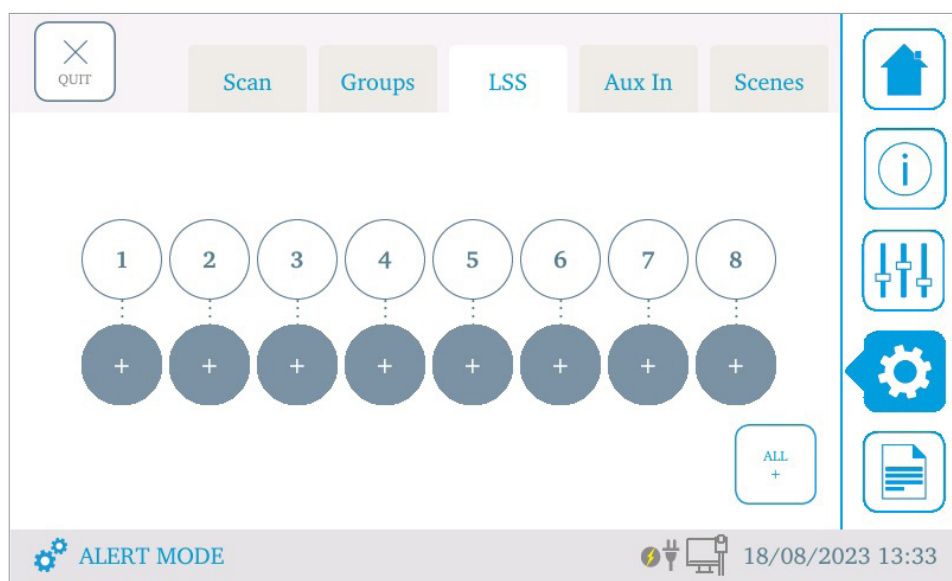 QUIT
Scan
Groups
LSS
Aux In
Scenes
i
1 2 3 4 5 6 7 8
+ + + + + + + +
ALL
+
ALERT MODE
18/08/2023 13:33